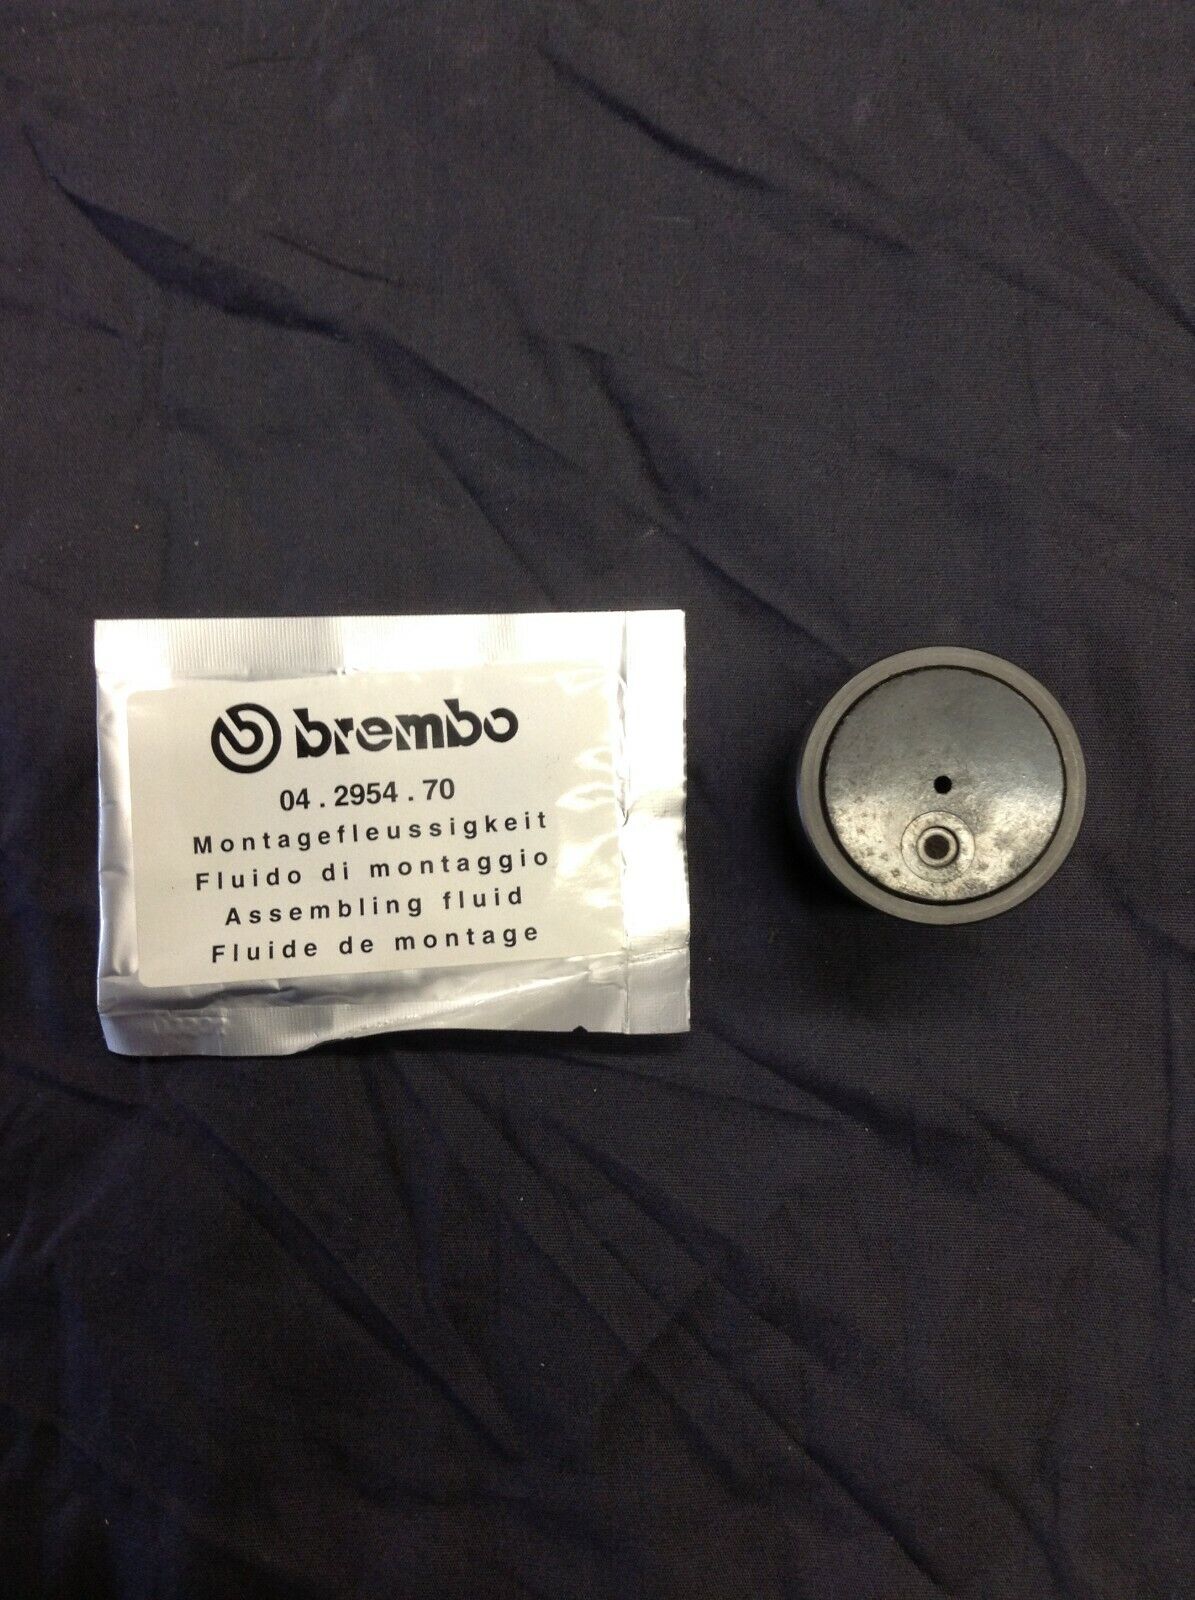 brembo
04 . 2954 . 70
Montagefleussigkeit
Fluido di montaggio
Assembling fluid
Fluide de montage